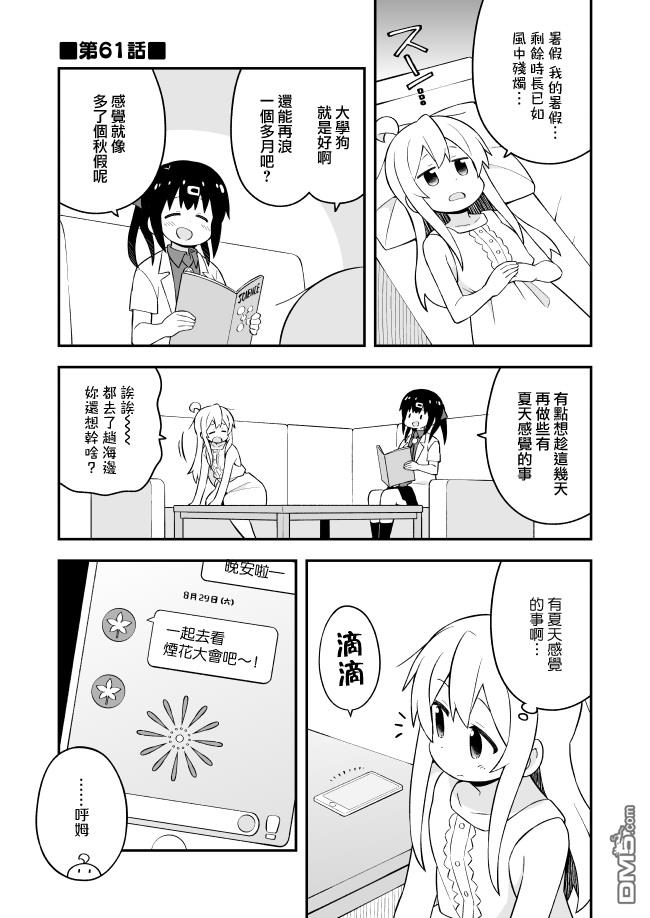 ■第61話■
暑假 我的暑假…
剩餘時長已如
風中殘燭…
スーン…
大學狗
就是好啊
還能再浪
一個多月吧？
感覺就像
多了個秋假呢
SCIENCE
有點想趁這幾天
再做些有
夏天感覺的事
誒誒～～
都去了趟海邊
妳還想幹啥？
有夏天感覺
的事啊…
滴滴
晚安啦—
8月29日(六)
一起去看
煙花大會吧～！
……呼姆
DM5.com